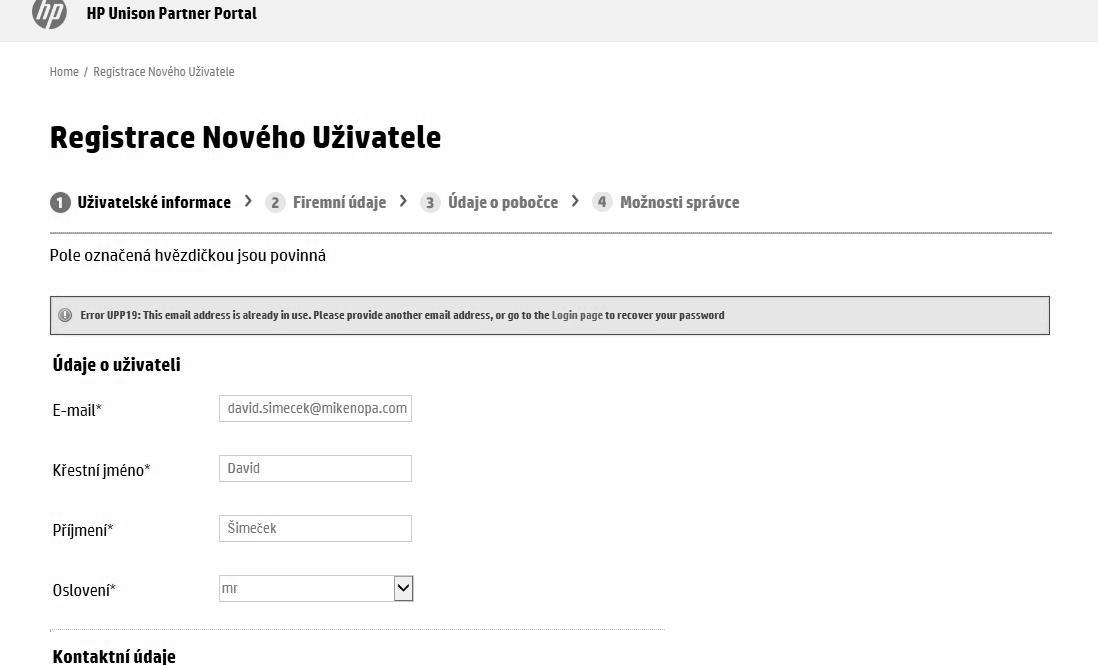 hp HP Unison Partner Portal
Home / Registrace Nového Uživatele
Registrace Nového Uživatele
1 Uživatelské informace > 2 Firemní údaje > 3 Údaje o pobočce > 4 Možnosti správce
Pole označená hvězdičkou jsou povinná
Error UPP19: This email address is already in use. Please provide another email address, or go to the Login page to recover your password
Údaje o uživateli
E-mail* david.simecek@mikenopa.com
Křestní jméno* David
Příjmení* Šimeček
Oslovení* mr
Kontaktní údaje